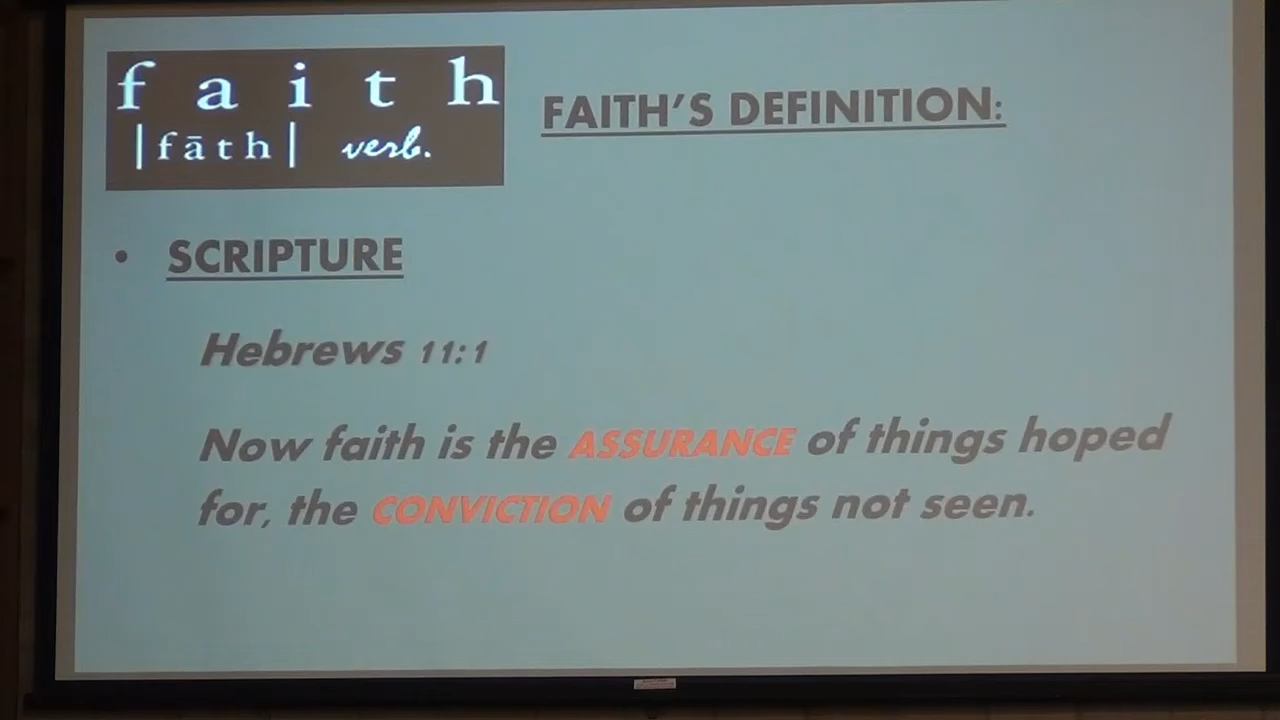 faith
|fāth| verb.
FAITH'S DEFINITION:
• SCRIPTURE
Hebrews 11:1
Now faith is the ASSURANCE of things hoped
for, the CONVICTION of things not seen.